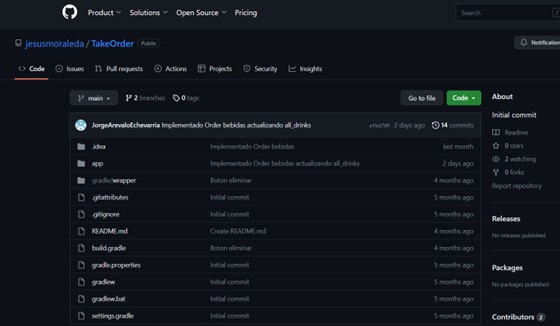 Product Solutions Open Source Pricing Search
jesusmoraleda / TakeOrder Public Notification
Code Issues Pull requests Actions Projects Security Insights
main 2 branches 0 tags Go to file Code About
Initial commit
JorgeArevaloEchevarria Implementado Order bebidas actualizando all_drinks 2 days ago 14 commits
Readme
.idea Implementado Order bebidas last month
0 stars
app Implementado Order bebidas actualizando all_drinks 2 days ago
2 watching
gradle/wrapper Boton eliminar 4 months ago
0 forks
.gitattributes Initial commit 5 months ago
Report repository
.gitignore Initial commit 5 months ago
Releases
README.md Create README.md 4 months ago
No releases published
build.gradle Boton eliminar 4 months ago
gradle.properties Initial commit 5 months ago
Packages
gradlew Initial commit 5 months ago
No packages published
gradlew.bat Initial commit 5 months ago
settings.gradle Initial commit 5 months ago
Contributors 2